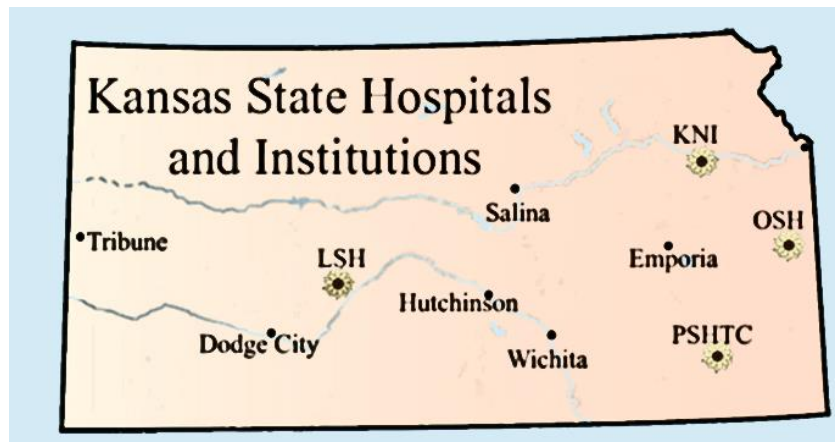 Kansas State Hospitals
and Institutions
KNI
Salina
OSH
Tribune
LSH
Emporia
Hutchinson
Dodge City
Wichita
PSHTC